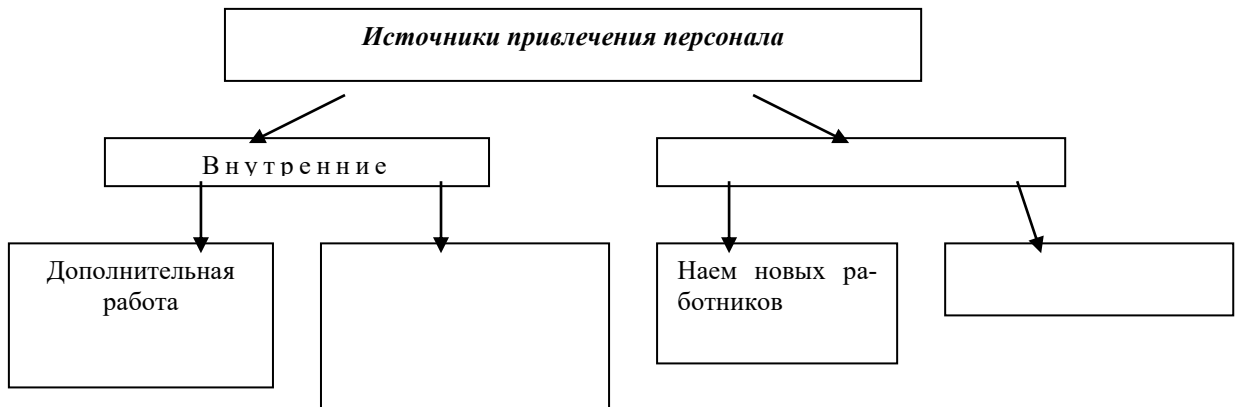 Источники привлечения персонала
Внутренние
Дополнительная
работа
Наем новых ра-
ботников